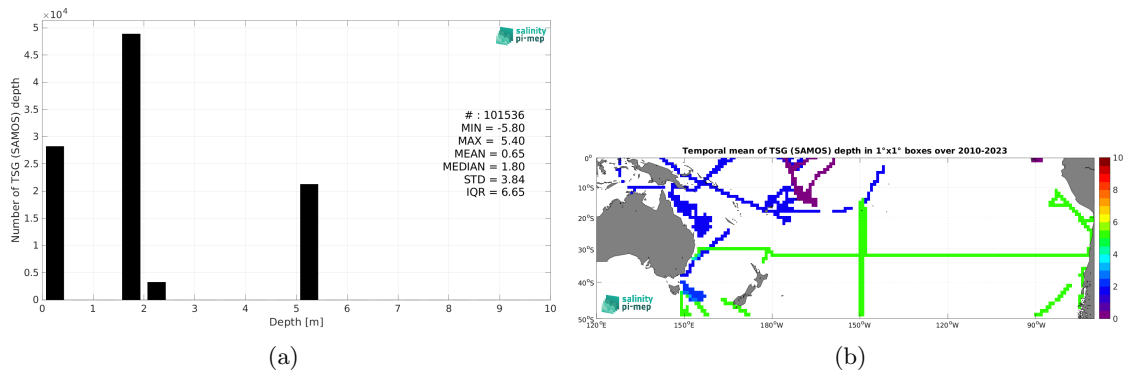 ×10⁴
5
4.5
4
3.5
3
2.5
2
1.5
1
0.5
0
Number of TSG (SAMOS) depth
salinity
pi-mep
# : 101536
MIN = -5.80
MAX = 5.40
MEAN = 0.65
MEDIAN = 1.80
STD = 3.84
IQR = 6.65
0 1 2 3 4 5 6 7 8 9 10
Depth [m]
(a)
Temporal mean of TSG (SAMOS) depth in 1°x1° boxes over 2010-2023
0°
10°S
20°S
30°S
40°S
50°S
salinity
pi-mep
120°E 150°E 180°W 150°W 120°W 90°W
10
8
6
4
2
0
(b)